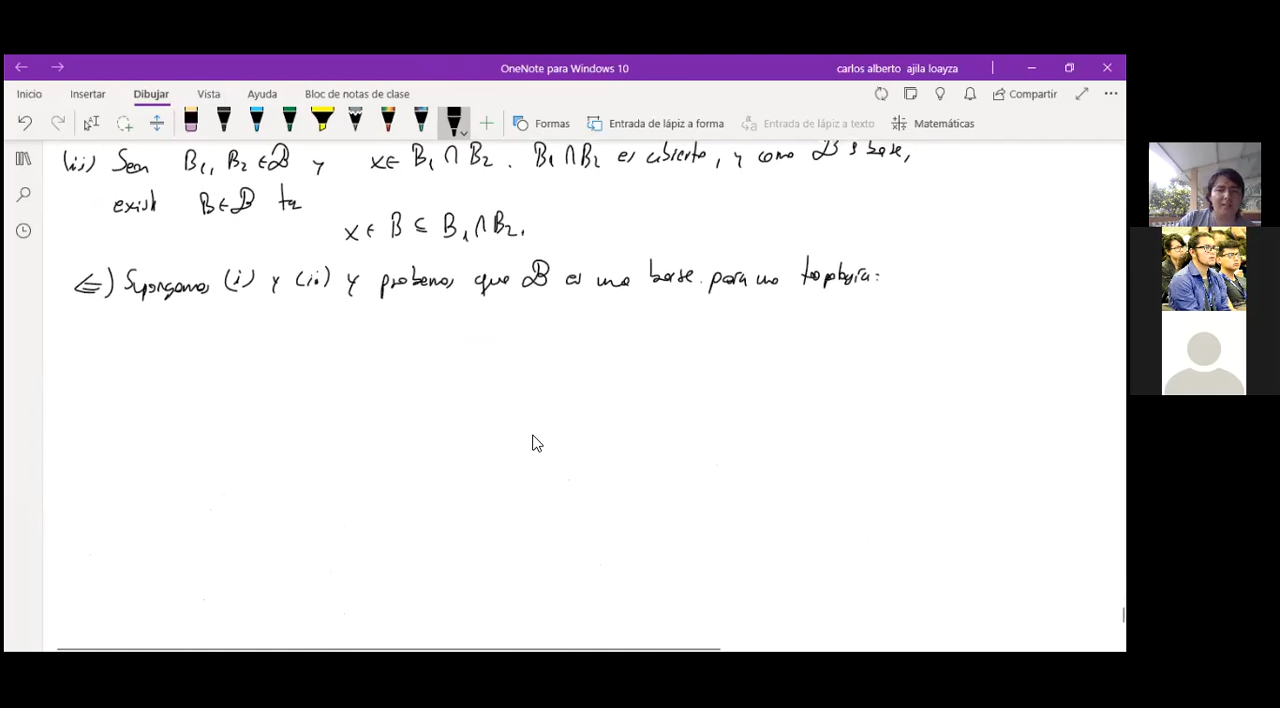 OneNote para Windows 10
carlos alberto ajila loayza
Inicio Insertar Dibujar Vista Ayuda Bloc de notas de clase
Compartir
Formas Entrada de lápiz a forma Entrada de lápiz a texto Matemáticas
(ii) Sean B₁, B₂ ∈ ℬ y x ∈ B₁ ∩ B₂. B₁ ∩ B₂ es abierto, y como ℬ es base,
existe B ∈ ℬ tq
x ∈ B ⊆ B₁ ∩ B₂.
⇐) Supongamos (i) y (ii) y probemos que ℬ es una base para una topología: